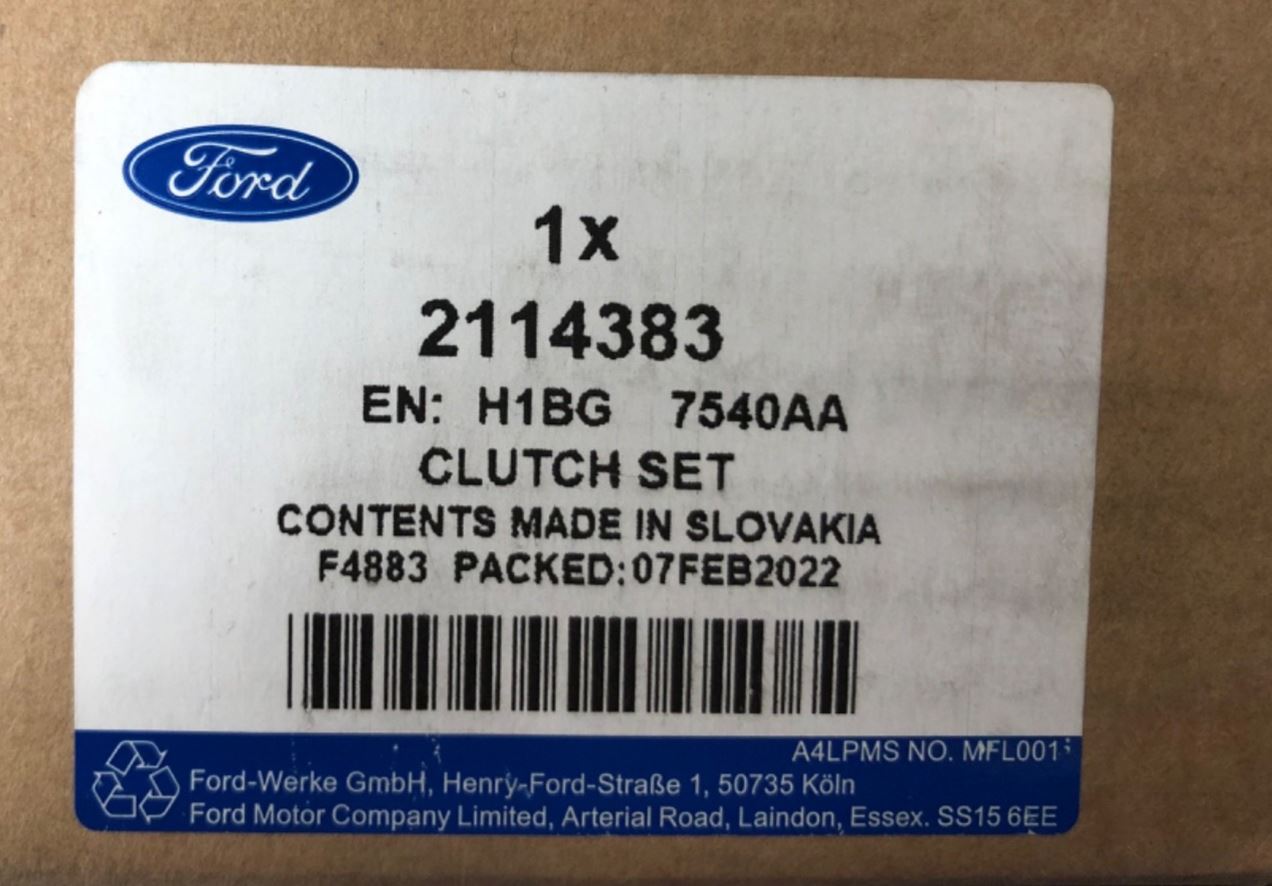 Ford
1x
2114383
EN: H1BG 7540AA
CLUTCH SET
CONTENTS MADE IN SLOVAKIA
F4883 PACKED:07FEB2022
A4LPMS NO. MFL001
Ford-Werke GmbH, Henry-Ford-Straße 1, 50735 Köln
Ford Motor Company Limited, Arterial Road, Laindon, Essex. SS15 6EE